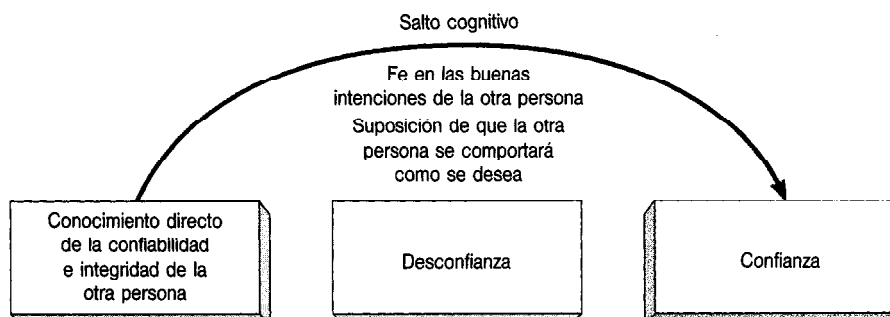 Salto cognitivo
Fe en las buenas
intenciones de la otra persona
Suposición de que la otra
persona se comportará
como se desea
Conocimiento directo
de la confiabilidad
e integridad de la
otra persona
Desconfianza
Confianza